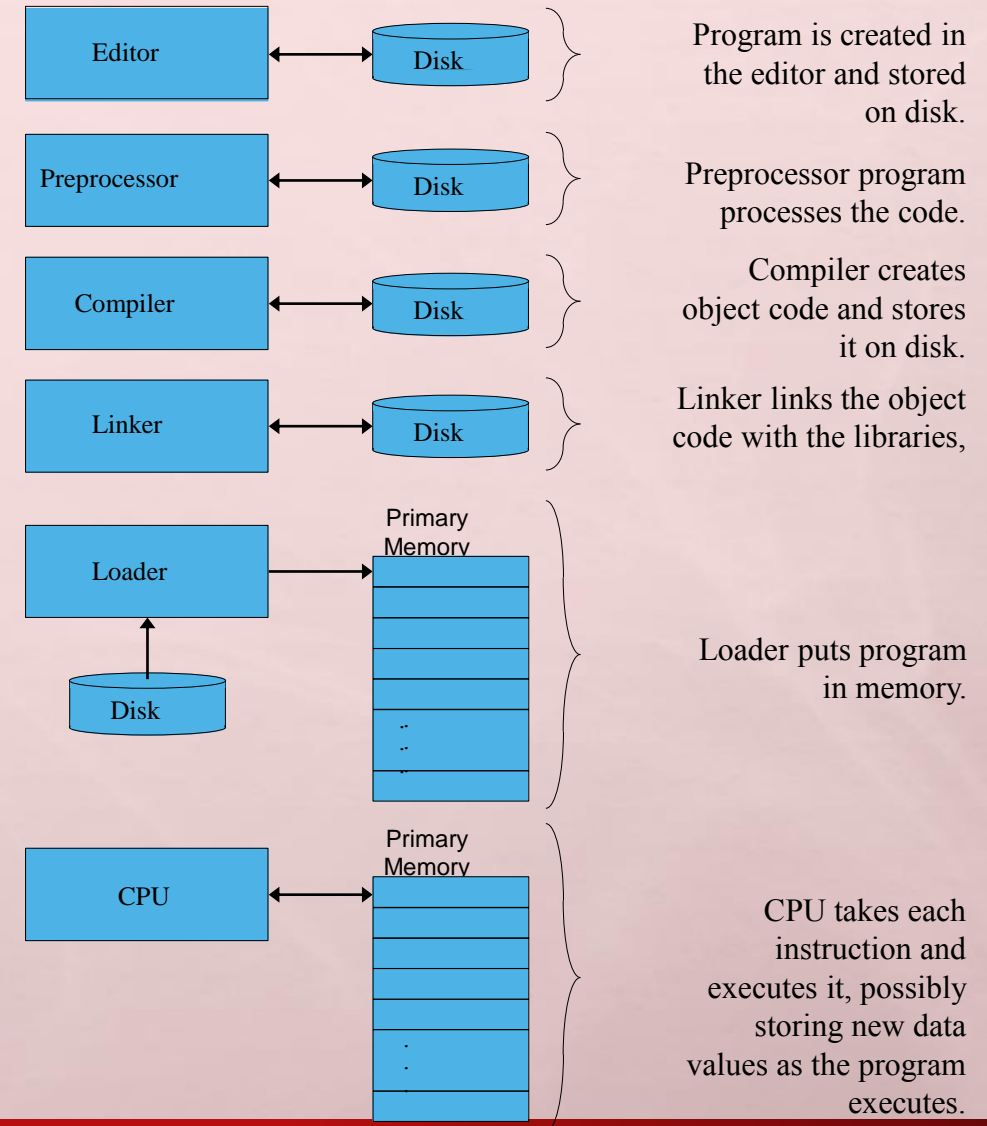 Editor
Disk
Program is created in
the editor and stored
on disk.
Preprocessor
Disk
Preprocessor program
processes the code.
Compiler
Disk
Compiler creates
object code and stores
it on disk.
Linker
Disk
Linker links the object
code with the libraries,
Loader
Disk
Primary
Memory
Loader puts program
in memory.
CPU
Primary
Memory
CPU takes each
instruction and
executes it, possibly
storing new data
values as the program
executes.